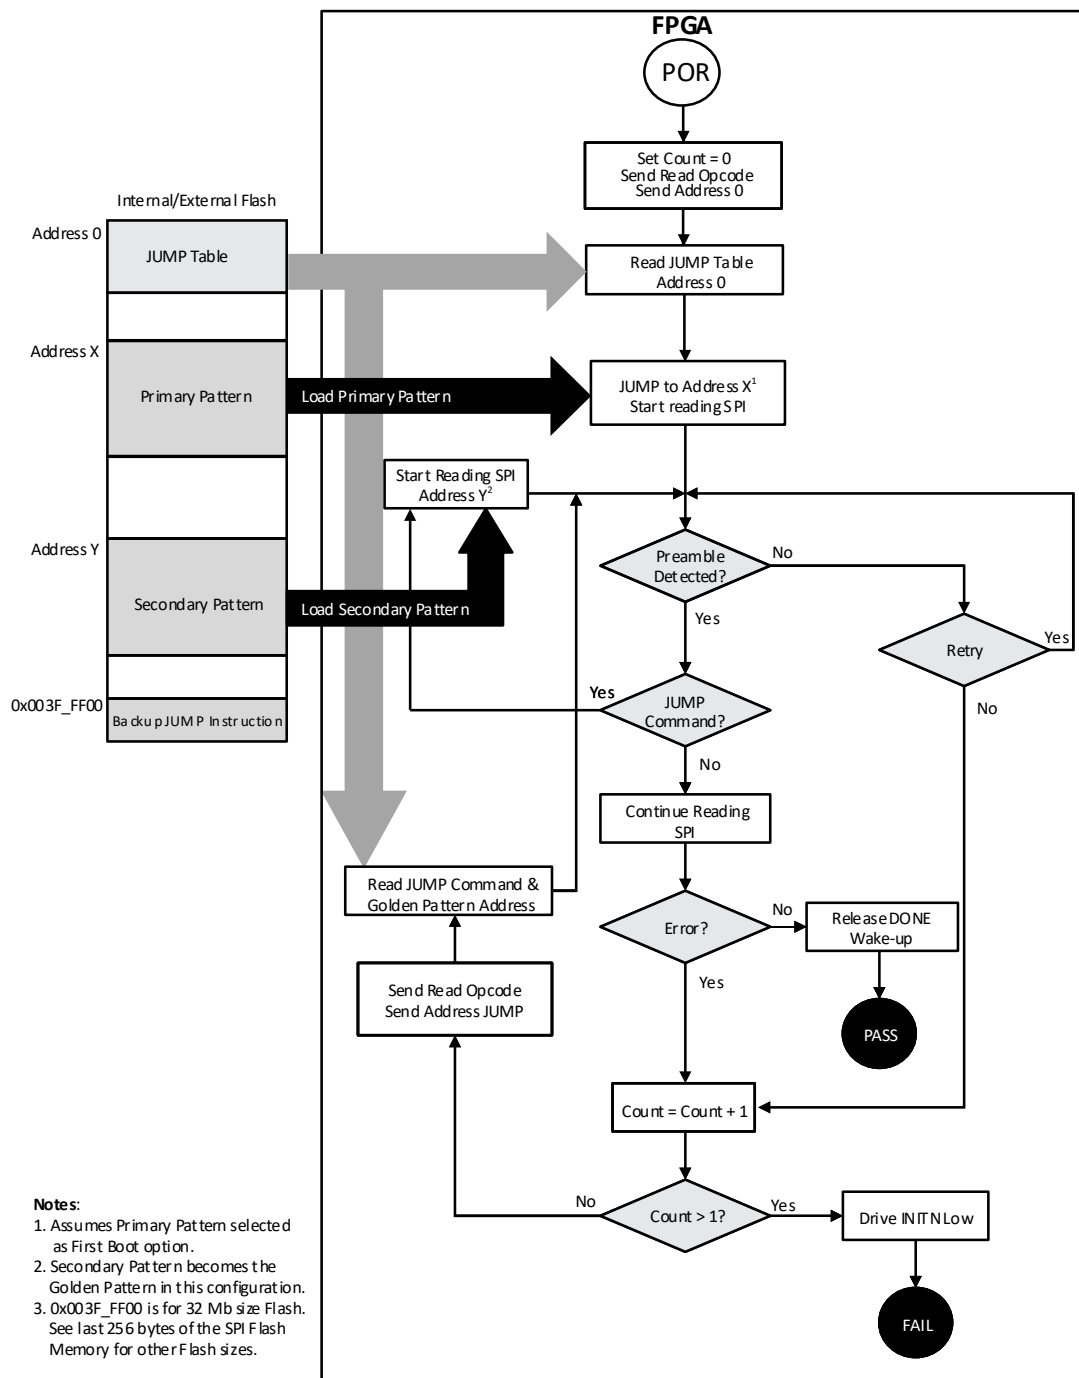 FPGA
POR
Set Count = 0
Send Read Opcode
Send Address 0
Internal/External Flash
Address 0
JUMP Table
Read JUMP Table
Address 0
Address X
Primary Pattern
Load Primary Pattern
JUMP to Address X1
Start reading SPI
Start Reading SPI
Address Y2
Address Y
Preamble
Detected?
No
Secondary Pattern
Load Secondary Pattern
Yes
Retry
Yes
0x003F_FF00
Backup JUMP Instruction
Yes
JUMP
Command?
No
No
Continue Reading
SPI
Read JUMP Command &
Golden Pattern Address
Error?
No
Release DONE
Wake-up
Yes
Send Read Opcode
Send Address JUMP
PASS
Count = Count + 1
No
Count > 1?
Yes
Drive INITN Low
FAIL
Notes:
1. Assumes Primary Pattern selected
as First Boot option.
2. Secondary Pattern becomes the
Golden Pattern in this configuration.
3. 0x003F_FF00 is for 32 Mb size Flash.
See last 256 bytes of the SPI Flash
Memory for other Flash sizes.